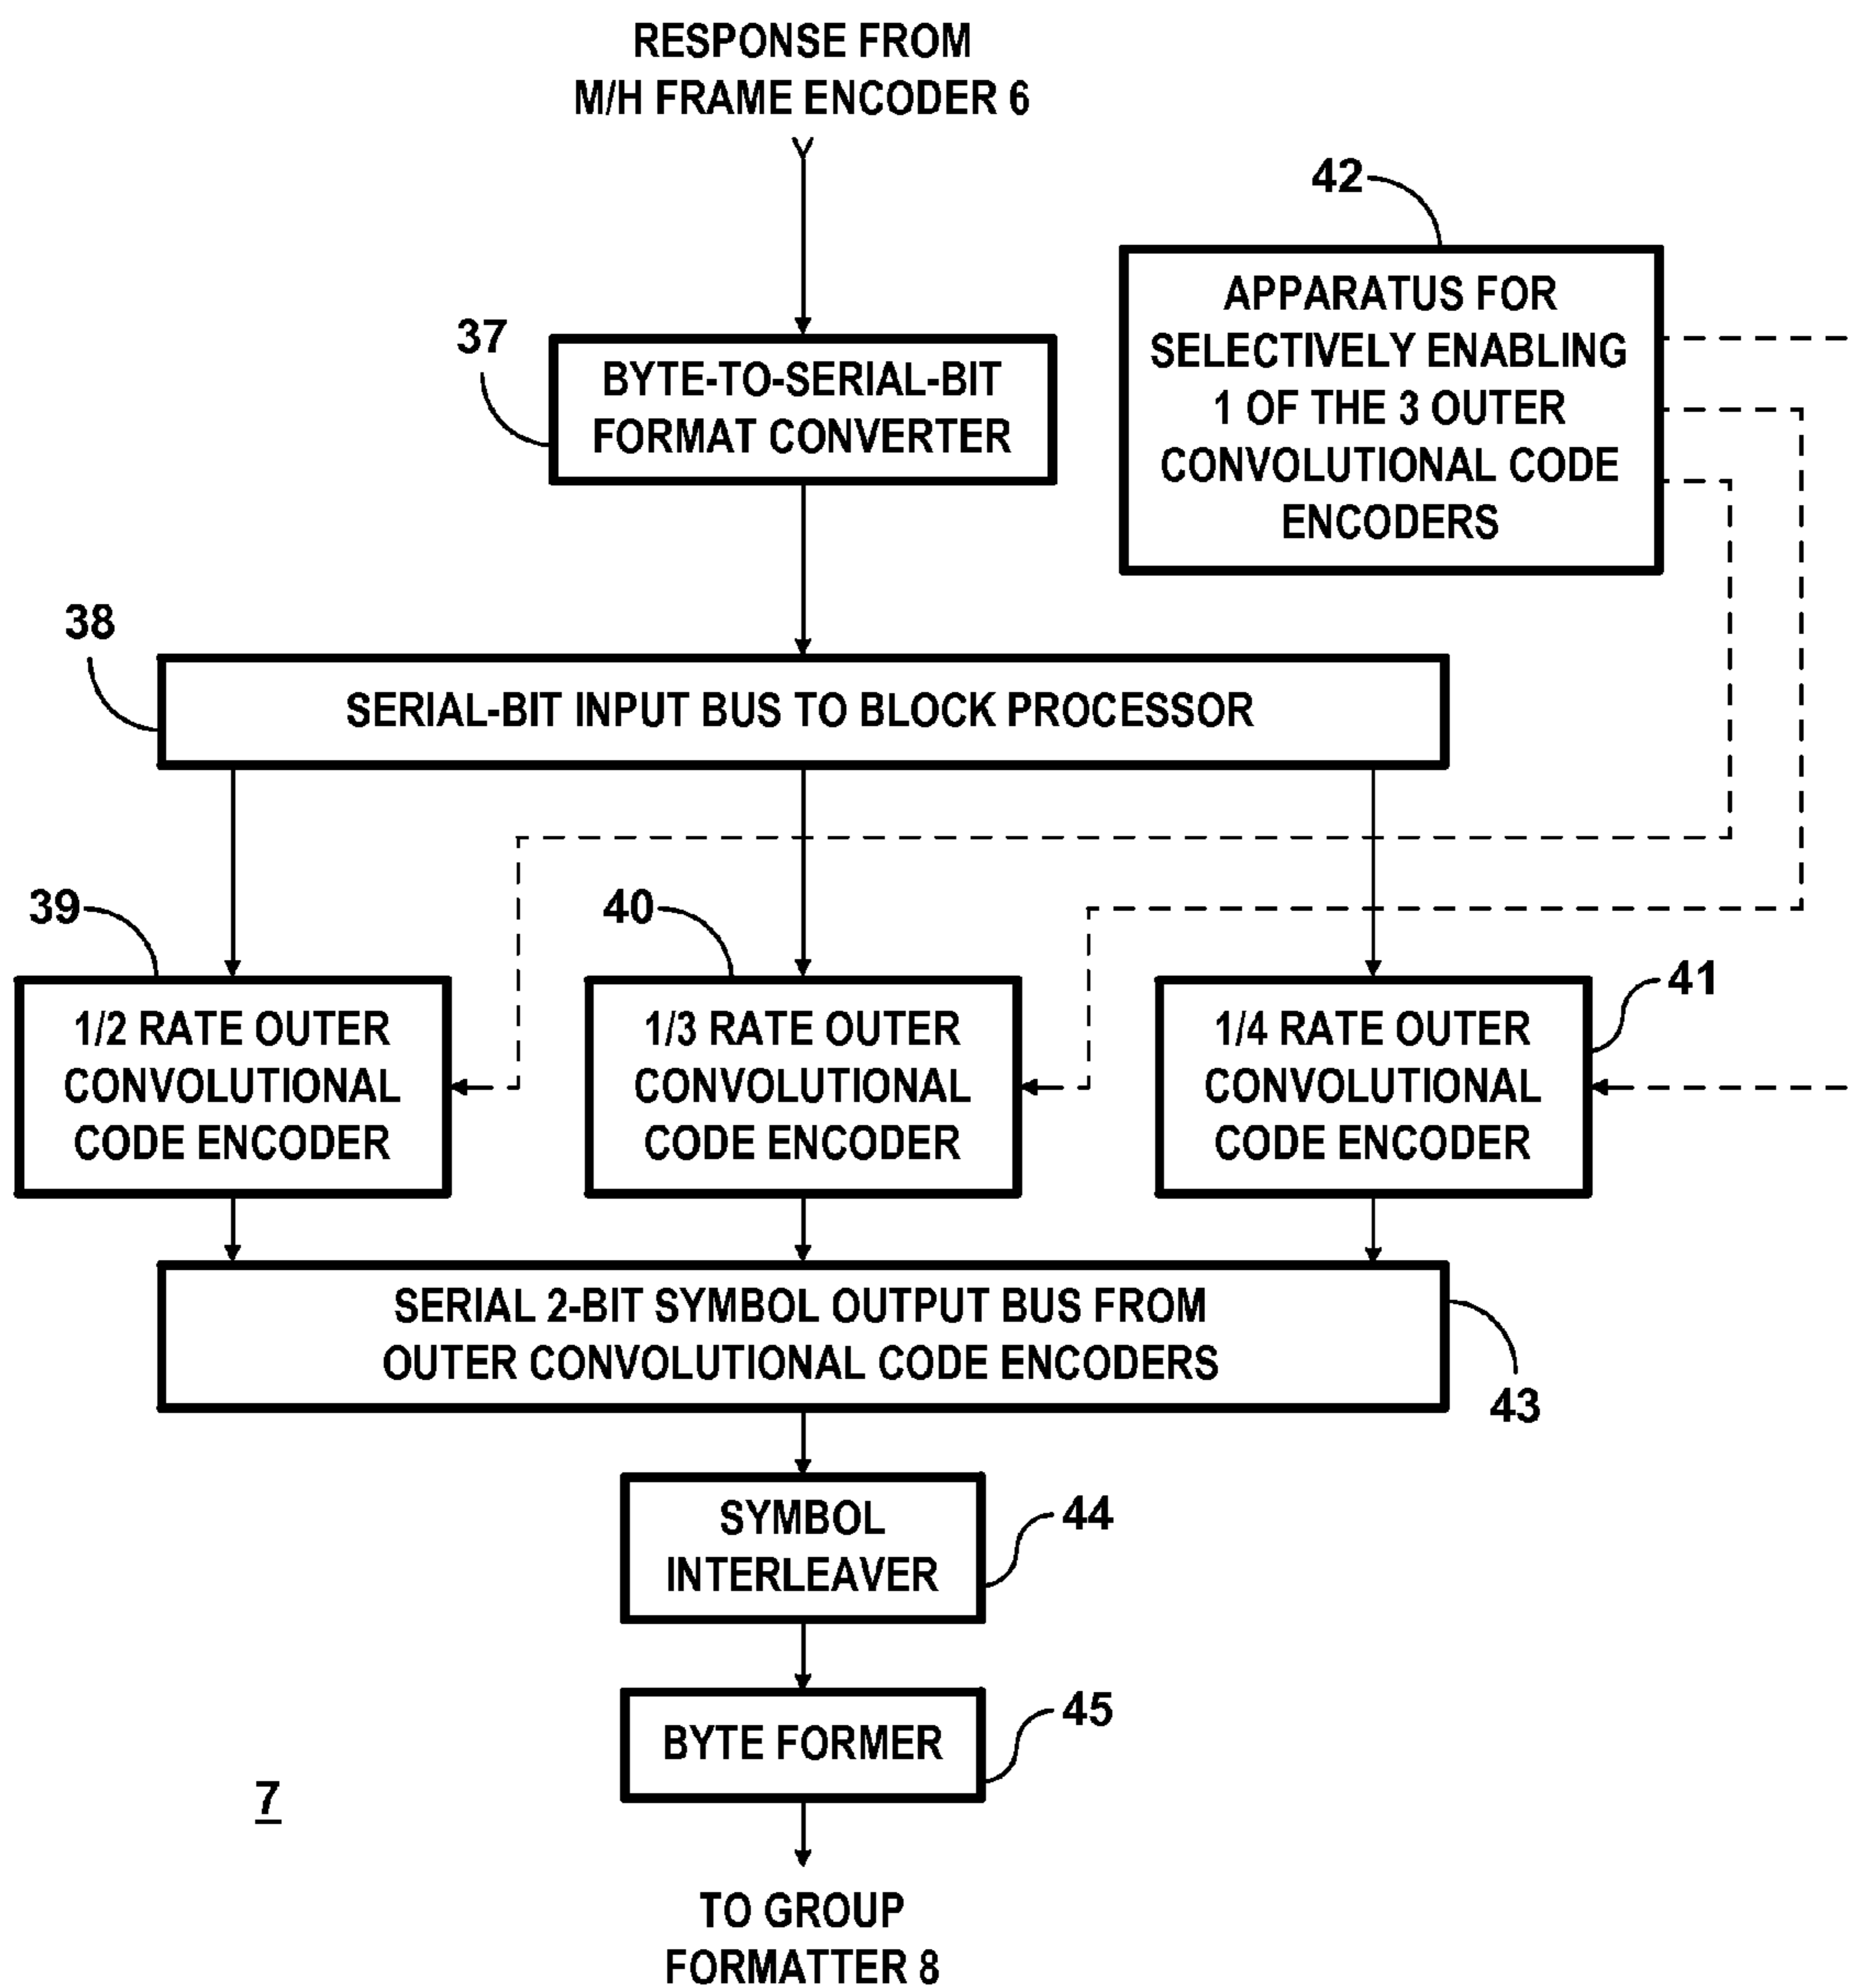 RESPONSE FROM
M/H FRAME ENCODER 6
42
APPARATUS FOR
SELECTIVELY ENABLING
1 OF THE 3 OUTER
CONVOLUTIONAL CODE
ENCODERS
37
BYTE-TO-SERIAL-BIT
FORMAT CONVERTER
38
SERIAL-BIT INPUT BUS TO BLOCK PROCESSOR
39
1/2 RATE OUTER
CONVOLUTIONAL
CODE ENCODER
40
1/3 RATE OUTER
CONVOLUTIONAL
CODE ENCODER
41
1/4 RATE OUTER
CONVOLUTIONAL
CODE ENCODER
SERIAL 2-BIT SYMBOL OUTPUT BUS FROM
OUTER CONVOLUTIONAL CODE ENCODERS
43
SYMBOL
INTERLEAVER
44
BYTE FORMER
45
7
TO GROUP
FORMATTER 8